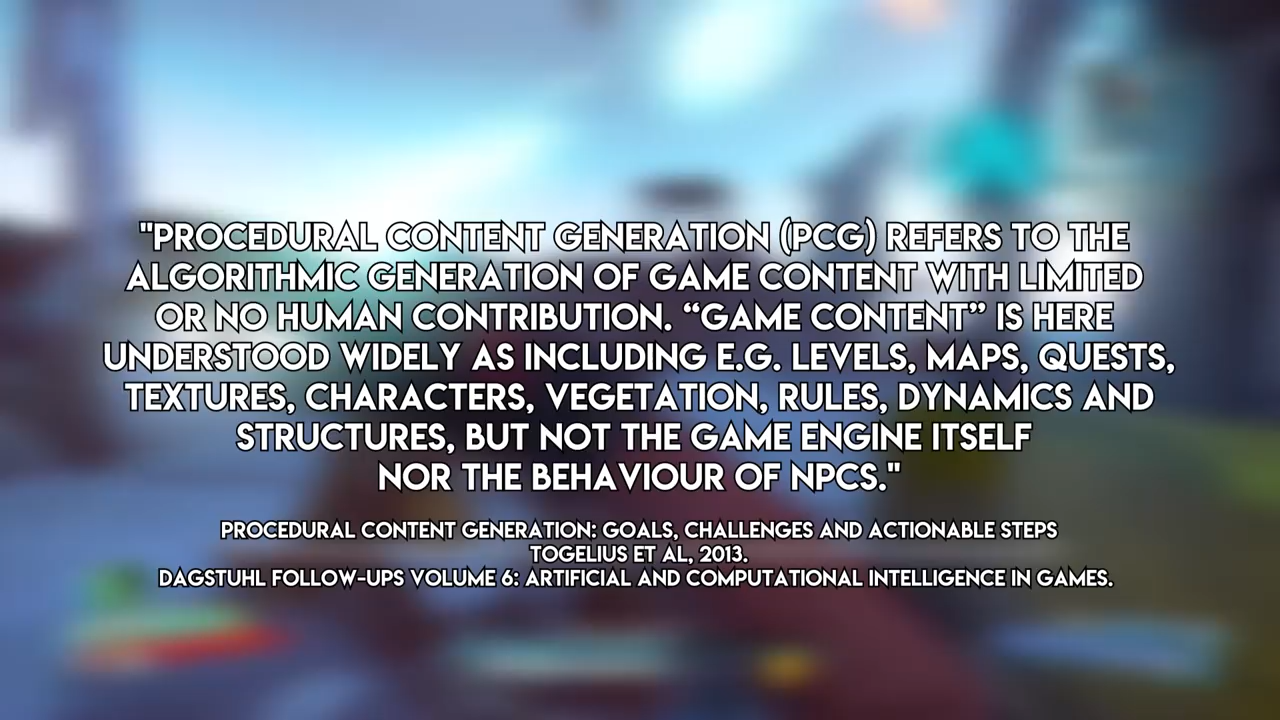 "PROCEDURAL CONTENT GENERATION (PCG) REFERS TO THE
ALGORITHMIC GENERATION OF GAME CONTENT WITH LIMITED
OR NO HUMAN CONTRIBUTION. “GAME CONTENT” IS HERE
UNDERSTOOD WIDELY AS INCLUDING E.G. LEVELS, MAPS, QUESTS,
TEXTURES, CHARACTERS, VEGETATION, RULES, DYNAMICS AND
STRUCTURES, BUT NOT THE GAME ENGINE ITSELF
NOR THE BEHAVIOUR OF NPCS."
PROCEDURAL CONTENT GENERATION: GOALS, CHALLENGES AND ACTIONABLE STEPS
TOGELIUS ET AL, 2013.
DAGSTUHL FOLLOW-UPS VOLUME 6: ARTIFICIAL AND COMPUTATIONAL INTELLIGENCE IN GAMES.